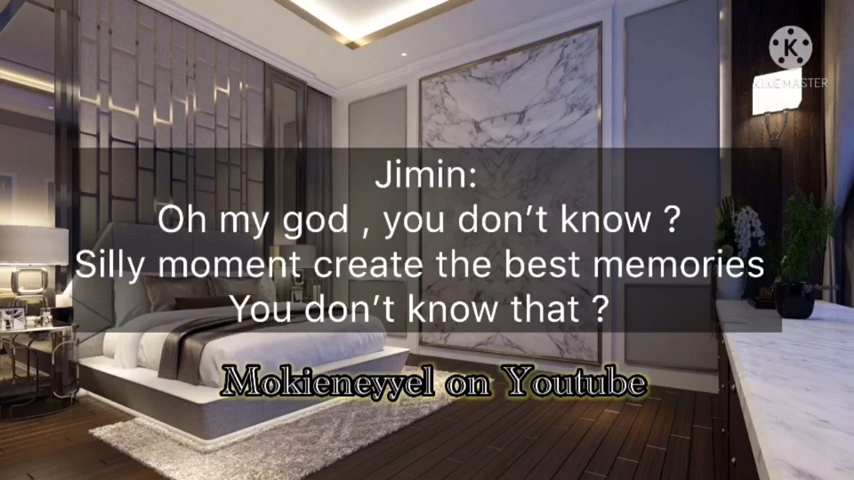 K
KINEMASTER
Jimin:
Oh my god , you don’t know ?
Silly moment create the best memories
You don’t know that ?
Mokieneyyel on Youtube